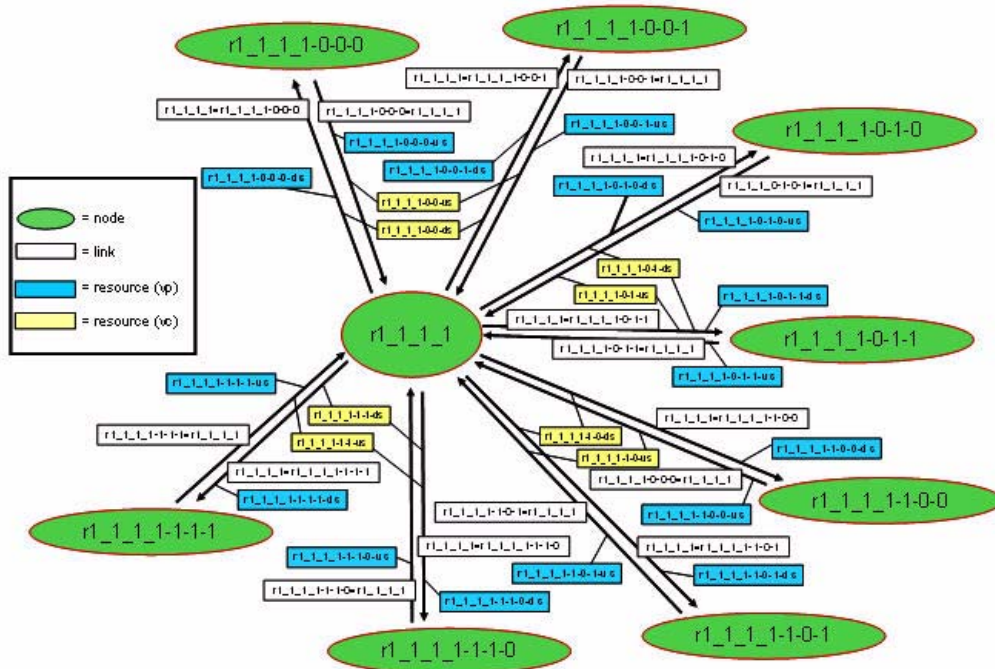 r1_1_1_1-0-0-0
r1_1_1_1-0-0-1
r1_1_1_1=r1_1_1_1-0-0-1
r1_1_1_1-0-0-1=r1_1_1_1
r1_1_1_1=r1_1_1_1-0-0-0
r1_1_1_1-0-0-0=r1_1_1_1
r1_1_1_1-0-0-1-us
r1_1_1_1-0-1-0
r1_1_1_1-0-0-0-us
r1_1_1_1=r1_1_1_1-0-1-0
r1_1_1_1-0-0-0-ds
r1_1_1_1-0-0-1-ds
r1_1_1_1-0-1-0-ds
r1_1_1_1-0-1-0-1=r1_1_1_1
r1_1_1_1-0-0-us
r1_1_1_1-0-1-0-us
r1_1_1_1-0-0-ds
= node
= link
= resource (vp)
= resource (vc)
r1_1_1_1-0-1-ds
r1_1_1_1-0-1-us
r1_1_1_1-0-1-1-ds
r1_1_1_1=r1_1_1_1-0-1-1
r1_1_1_1
r1_1_1_1-0-1-1
r1_1_1_1-0-1-1=r1_1_1_1
r1_1_1_1-0-1-1-us
r1_1_1_1-1-1-1-us
r1_1_1_1-1-1-ds
r1_1_1_1=r1_1_1_1-1-0-0
r1_1_1_1-1-1-1=r1_1_1_1
r1_1_1_1-1-1-us
r1_1_1_1-1-0-ds
r1_1_1_1-1-0-us
r1_1_1_1-1-0-0-ds
r1_1_1_1=r1_1_1_1-1-1-1
r1_1_1_1-1-0-0=r1_1_1_1
r1_1_1_1-1-1-1-ds
r1_1_1_1-1-0-0-us
r1_1_1_1-1-0-0
r1_1_1_1-1-0-1=r1_1_1_1
r1_1_1_1-1-1-1
r1_1_1_1=r1_1_1_1-1-1-0
r1_1_1_1=r1_1_1_1-1-0-1
r1_1_1_1-1-1-0-us
r1_1_1_1-1-0-1-us
r1_1_1_1-1-0-1-ds
r1_1_1_1-1-1-0=r1_1_1_1
r1_1_1_1-1-1-0-ds
r1_1_1_1-1-0-1
r1_1_1_1-1-1-0